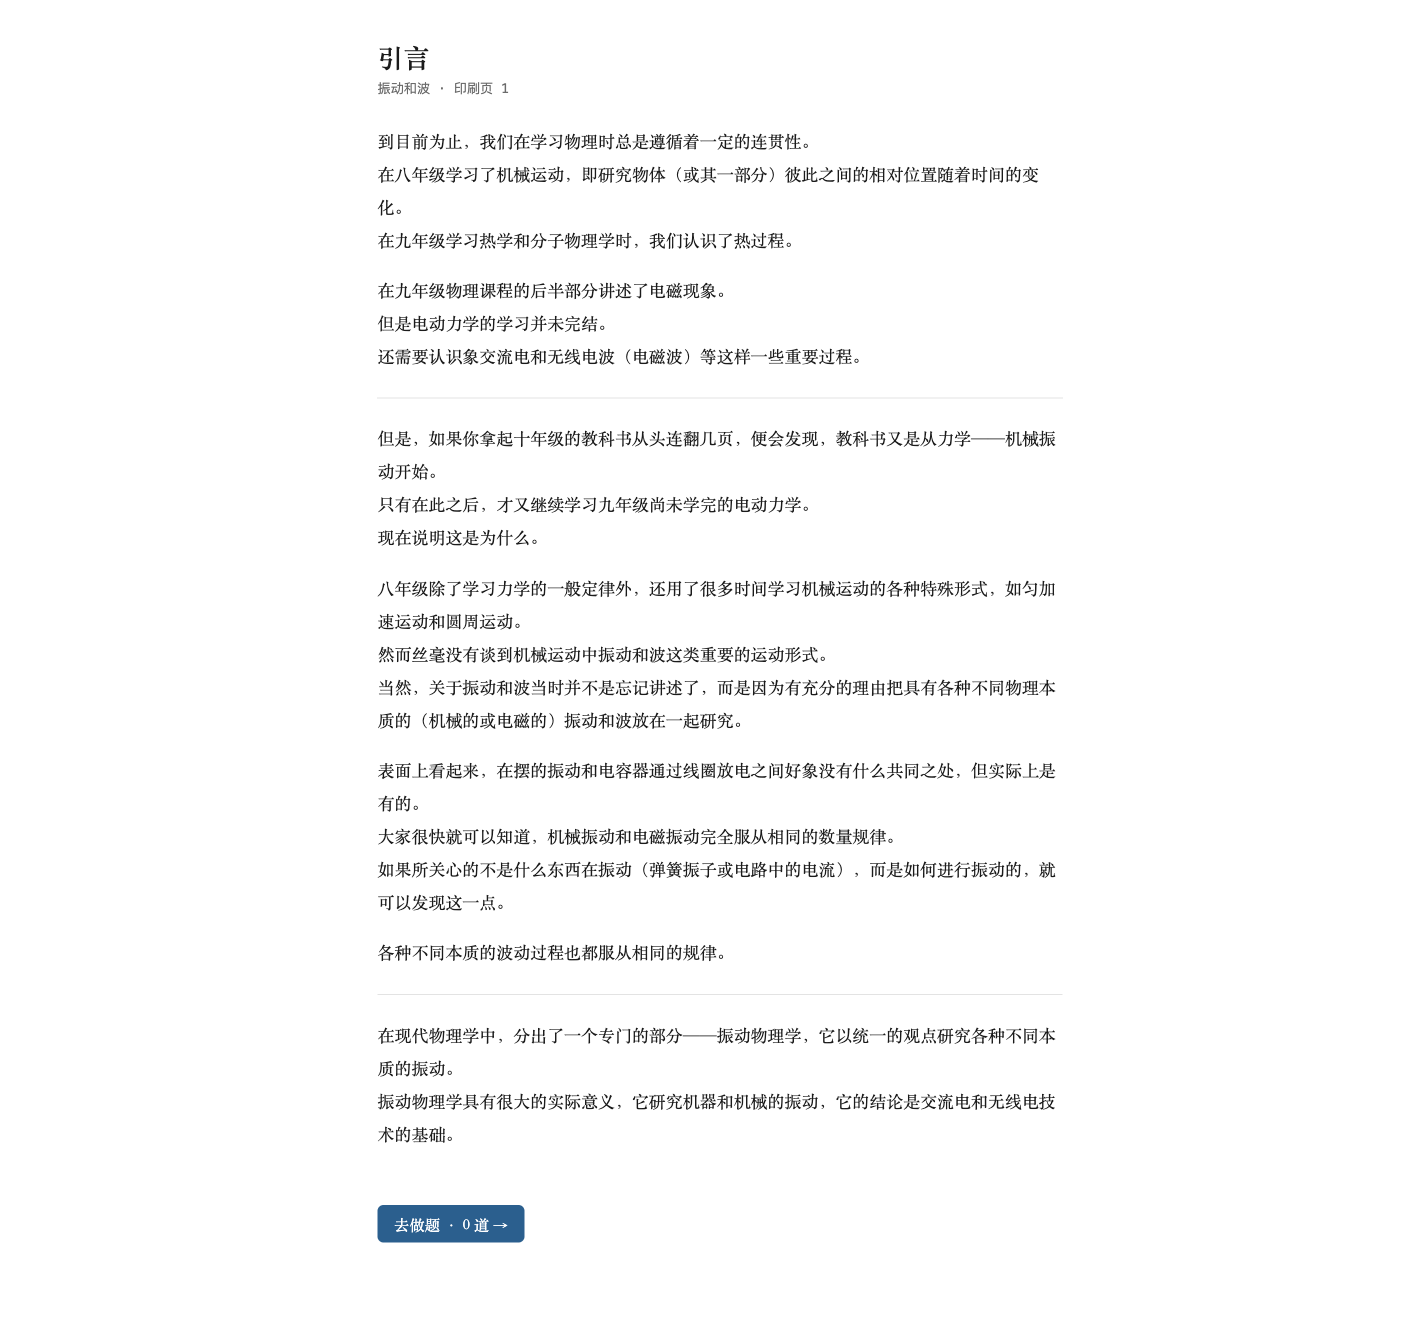 引言
振动和波 · 印刷页 1
到目前为止，我们在学习物理时总是遵循着一定的连贯性。
在八年级学习了机械运动，即研究物体（或其一部分）彼此之间的相对位置随着时间的变
化。
在九年级学习热学和分子物理学时，我们认识了热过程。
在九年级物理课程的后半部分讲述了电磁现象。
但是电动力学的学习并未完结。
还需要认识象交流电和无线电波（电磁波）等这样一些重要过程。
但是，如果你拿起十年级的教科书从头连翻几页，便会发现，教科书又是从力学——机械振
动开始。
只有在此之后，才又继续学习九年级尚未学完的电动力学。
现在说明这是为什么。
八年级除了学习力学的一般定律外，还用了很多时间学习机械运动的各种特殊形式，如匀加
速运动和圆周运动。
然而丝毫没有谈到机械运动中振动和波这类重要的运动形式。
当然，关于振动和波当时并不是忘记讲述了，而是因为有充分的理由把具有各种不同物理本
质的（机械的或电磁的）振动和波放在一起研究。
表面上看起来，在摆的振动和电容器通过线圈放电之间好象没有什么共同之处，但实际上是
有的。
大家很快就可以知道，机械振动和电磁振动完全服从相同的数量规律。
如果所关心的不是什么东西在振动（弹簧振子或电路中的电流），而是如何进行振动的，就
可以发现这一点。
各种不同本质的波动过程也都服从相同的规律。
在现代物理学中，分出了一个专门的部分——振动物理学，它以统一的观点研究各种不同本
质的振动。
振动物理学具有很大的实际意义，它研究机器和机械的振动，它的结论是交流电和无线电技
术的基础。
去做题 · 0 道 →